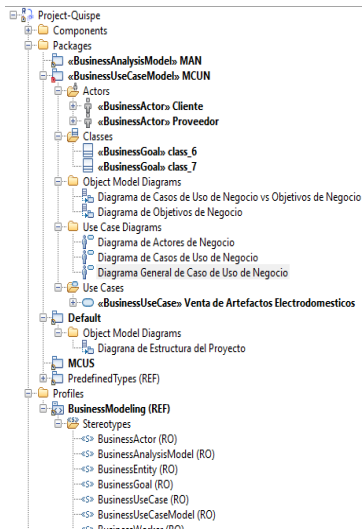 Project-Quispe
Components
Packages
«BusinessAnalysisModel» MAN
«BusinessUseCaseModel» MCUN
Actors
«BusinessActor» Cliente
«BusinessActor» Proveedor
Classes
«BusinessGoal» class_6
«BusinessGoal» class_7
Object Model Diagrams
Diagrama de Casos de Uso de Negocio vs Objetivos de Negocio
Diagrama de Objetivos de Negocio
Use Case Diagrams
Diagrama de Actores de Negocio
Diagrama de Casos de Uso de Negocio
Diagrama General de Caso de Uso de Negocio
Use Cases
«BusinessUseCase» Venta de Artefactos Electrodomesticos
Default
Object Model Diagrams
Diagrana de Estructura del Proyecto
MCUS
PredefinedTypes (REF)
Profiles
BusinessModeling (REF)
Stereotypes
BusinessActor (RO)
BusinessAnalysisModel (RO)
BusinessEntity (RO)
BusinessGoal (RO)
BusinessUseCase (RO)
BusinessUseCaseModel (RO)
BusinessWorker (RO)